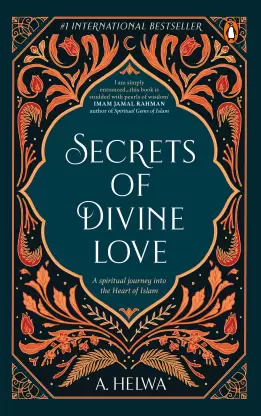 #1 INTERNATIONAL BESTSELLER
I am simply
entranced...this book is
studded with pearls of wisdom
IMAM JAMAL RAHMAN
author of Spiritual Gems of Islam
SECRETS
OF
DIVINE
LOVE
A spiritual journey into
the Heart of Islam
A. HELWA